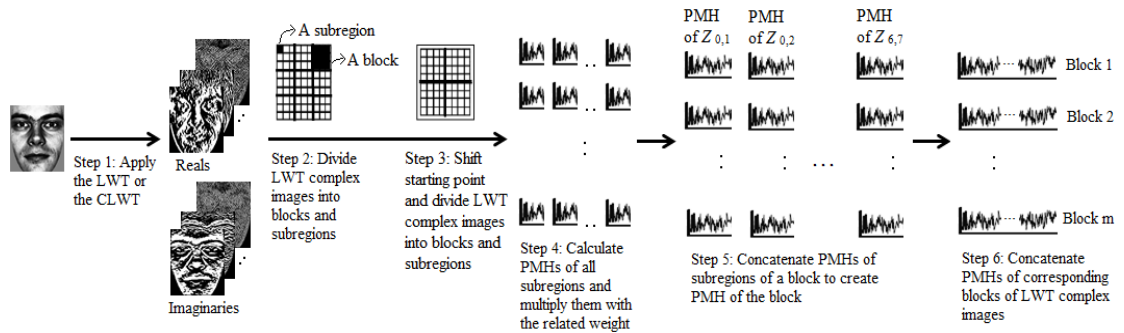 Step 1: Apply
the LWT or
the CLWT
Reals
Imaginaries
A subregion
A block
Step 2: Divide
LWT complex
images into
blocks and
subregions
Step 3: Shift
starting point
and divide LWT
complex images
into blocks and
subregions
Step 4: Calculate
PMHs of all
subregions and
multiply them with
the related weight
PMH
of Z 0,1
PMH
of Z 0,2
PMH
of Z 6,7
Step 5: Concatenate PMHs of
subregions of a block to create
PMH of the block
Block 1
Block 2
Block m
Step 6: Concatenate
PMHs of corresponding
blocks of LWT complex
images